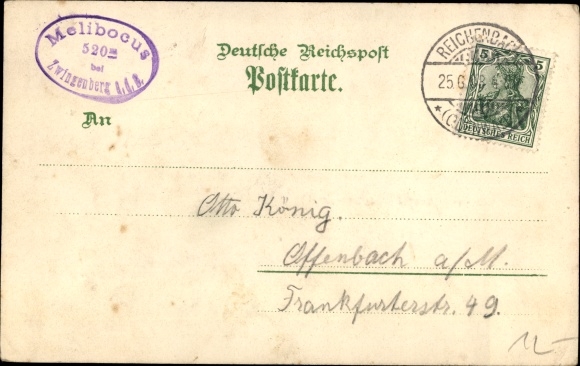 Melibocus
520m
bei
Zwingenberg a.d.B.
Deutsche Reichspost
Postkarte.
REICHENBA
25.6.
5 5
DEUTSCHES REICH
An
Otto König.
Offenbach a/M.
Frankfurterstr. 49.
12-